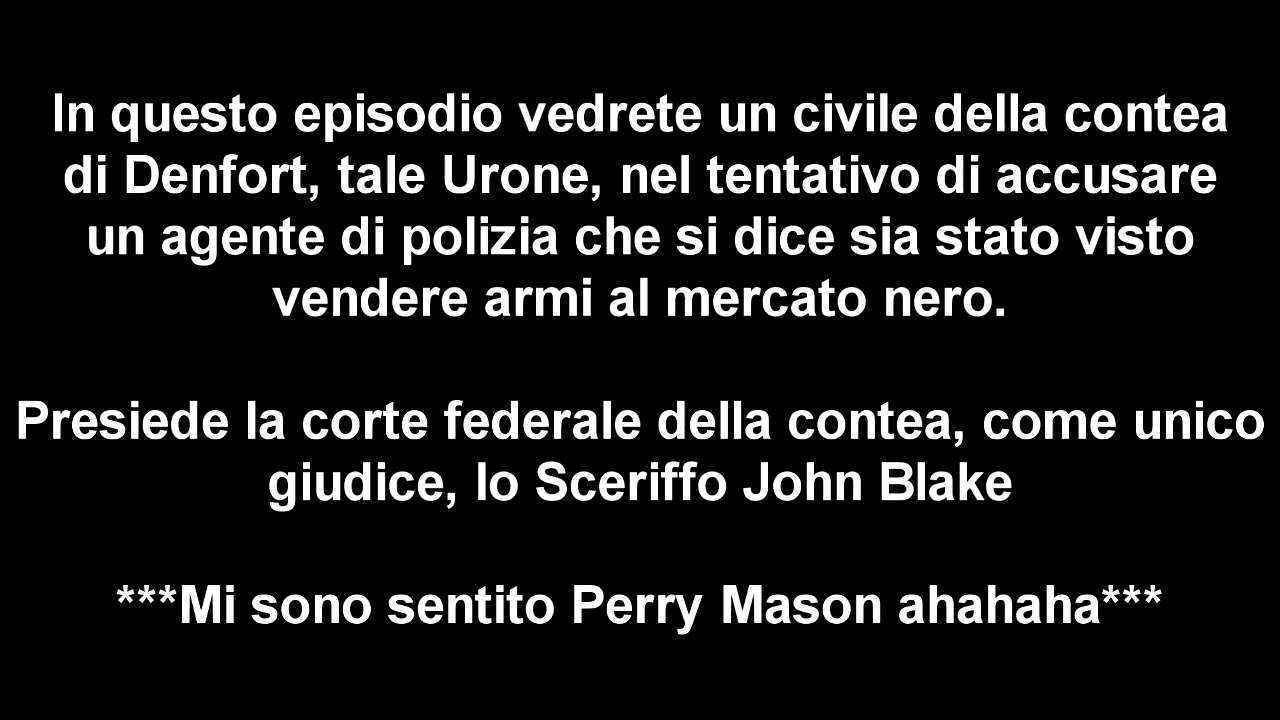 In questo episodio vedrete un civile della contea
di Denfort, tale Urone, nel tentativo di accusare
un agente di polizia che si dice sia stato visto
vendere armi al mercato nero.
Presiede la corte federale della contea, come unico
giudice, lo Sceriffo John Blake
***Mi sono sentito Perry Mason ahahaha***